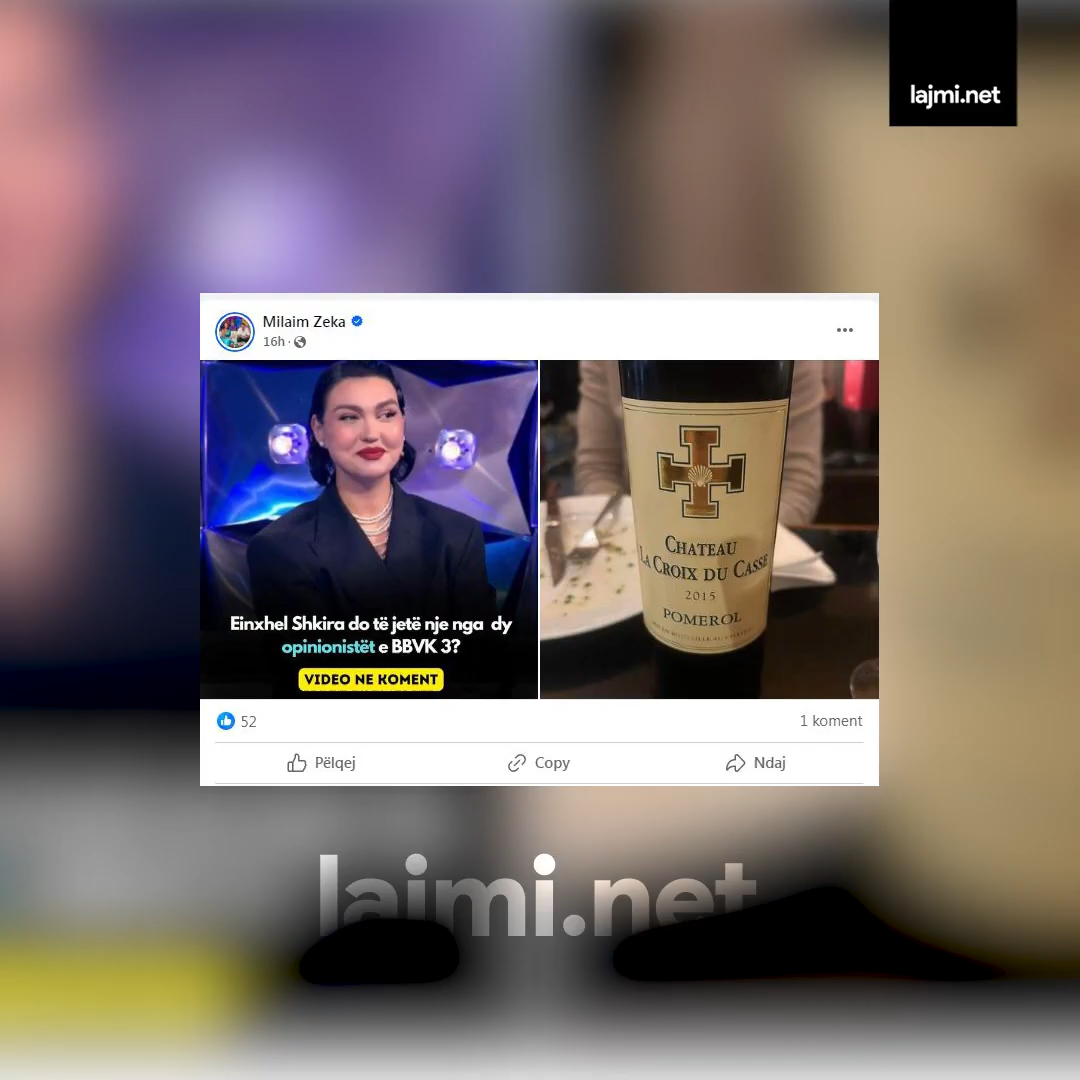 lajmi.net
Milaim Zeka
16h ·
Einxhel Shkira do të jetë nje nga dy
opinionistët e BBVK 3?
VIDEO NE KOMENT
CHATEAU
LA CROIX DU CASSE
2015
POMEROL
52
1 koment
Pëlqej
Copy
Ndaj
lajmi.net